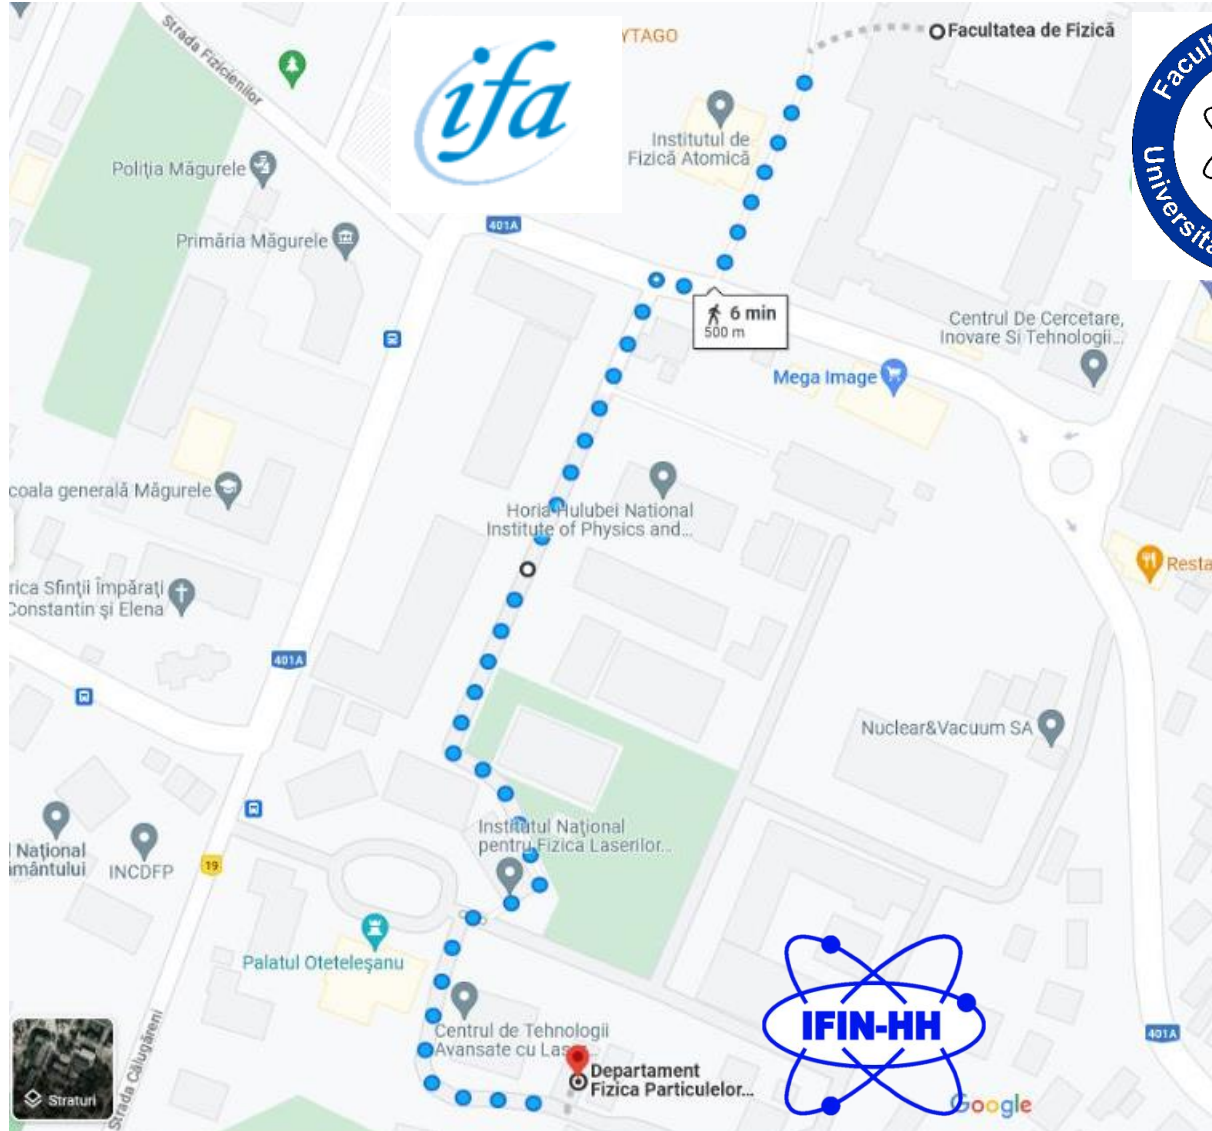 YTAGO
Facultatea de Fizică
Strada Fizicienilor
ifa
Institutul de
Fizică Atomică
Poliția Măgurele
401A
Primăria Măgurele
6 min
500 m
Centrul De Cercetare,
Inovare Si Tehnologii...
Mega Image
coala generală Măgurele
Horia Hulubei National
Institute of Physics and...
Resta
rica Sfinții Împărați
Constantin și Elena
401A
Nuclear&Vacuum SA
Institutul Național
pentru Fizica Laserilor...
l Național
mântului
INCDFP
19
Palatul Oteteleșanu
IFIN-HH
Centrul de Tehnologii
Avansate cu Las
401A
Departament
Fizica Particulelor...
Strada Călugăreni
Straturi
Google
Facult
Universita